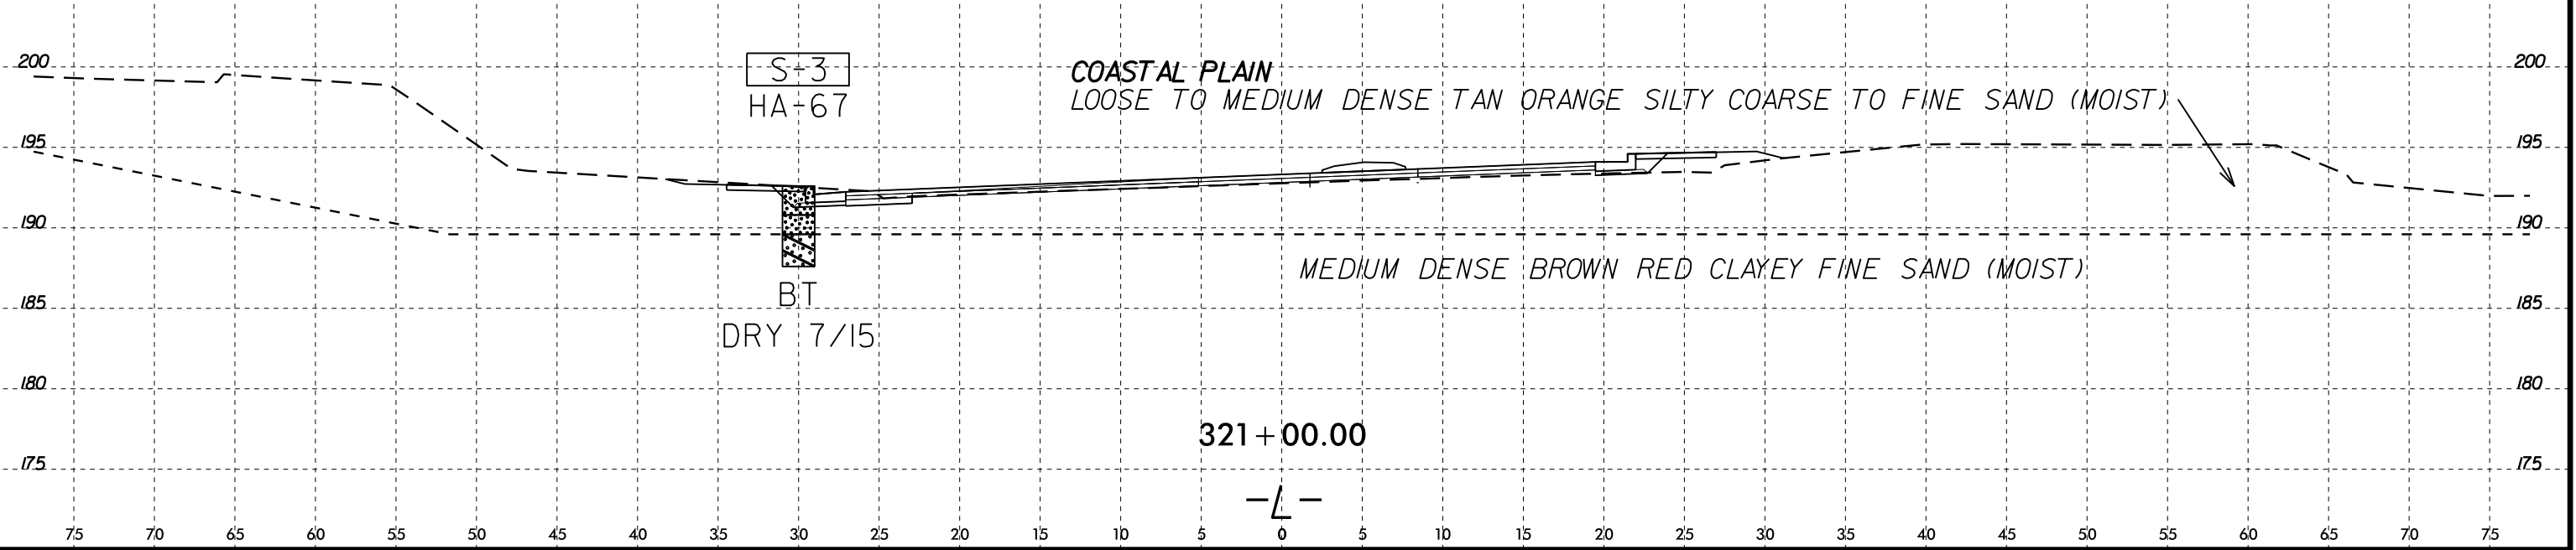 200 200
S-3
HA-67
COASTAL PLAIN
LOOSE TO MEDIUM DENSE TAN ORANGE SILTY COARSE TO FINE SAND (MOIST)
195 195
190 190
MEDIUM DENSE BROWN RED CLAYEY FINE SAND (MOIST)
BT
185 185
DRY 7/15
180 180
321+00.00
175 175
-L-
75 70 65 60 55 50 45 40 35 30 25 20 15 10 5 0 5 10 15 20 25 30 35 40 45 50 55 60 65 70 75